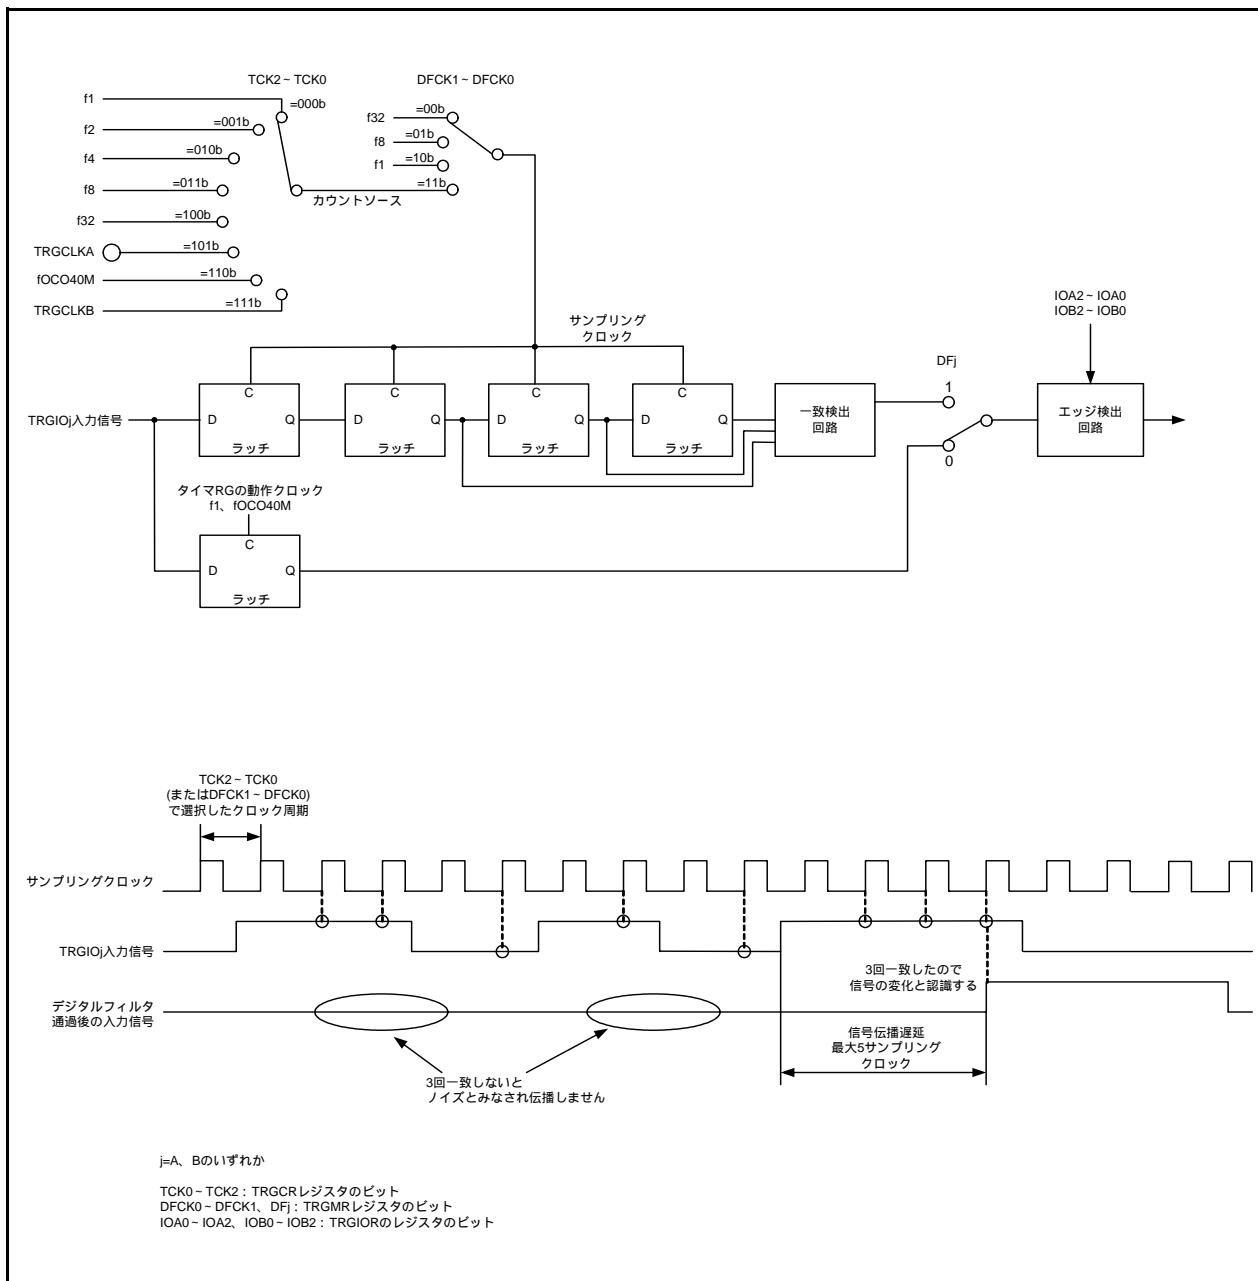 TCK2~TCK0
DFCK1~DFCK0
f1
=000b
f2
=001b
f4
=010b
f8
=011b
f32
=100b
TRGCLKA
=101b
fOCO40M
=110b
TRGCLKB
=111b
カウントソース
f32
=00b
f8
=01b
f1
=10b
=11b
サンプリング
クロック
IOA2~IOA0
IOB2~IOB0
DFj
1
0
TRGIOj入力信号
C
D
Q
ラッチ
C
D
Q
ラッチ
C
D
Q
ラッチ
C
D
Q
ラッチ
一致検出
回路
エッジ検出
回路
タイマRGの動作クロック
f1、fOCO40M
C
D
Q
ラッチ
TCK2~TCK0
(またはDFCK1~DFCK0)
で選択したクロック周期
サンプリングクロック
TRGIOj入力信号
3回一致したので
信号の変化と認識する
デジタルフィルタ
通過後の入力信号
信号伝播遅延
最大5サンプリング
クロック
3回一致しないと
ノイズとみなされ伝播しません
j=A、Bのいずれか
TCK0~TCK2:TRGCRレジスタのビット
DFCK0~DFCK1、DFj:TRGMRレジスタのビット
IOA0~IOA2、IOB0~IOB2:TRGIORのレジスタのビット